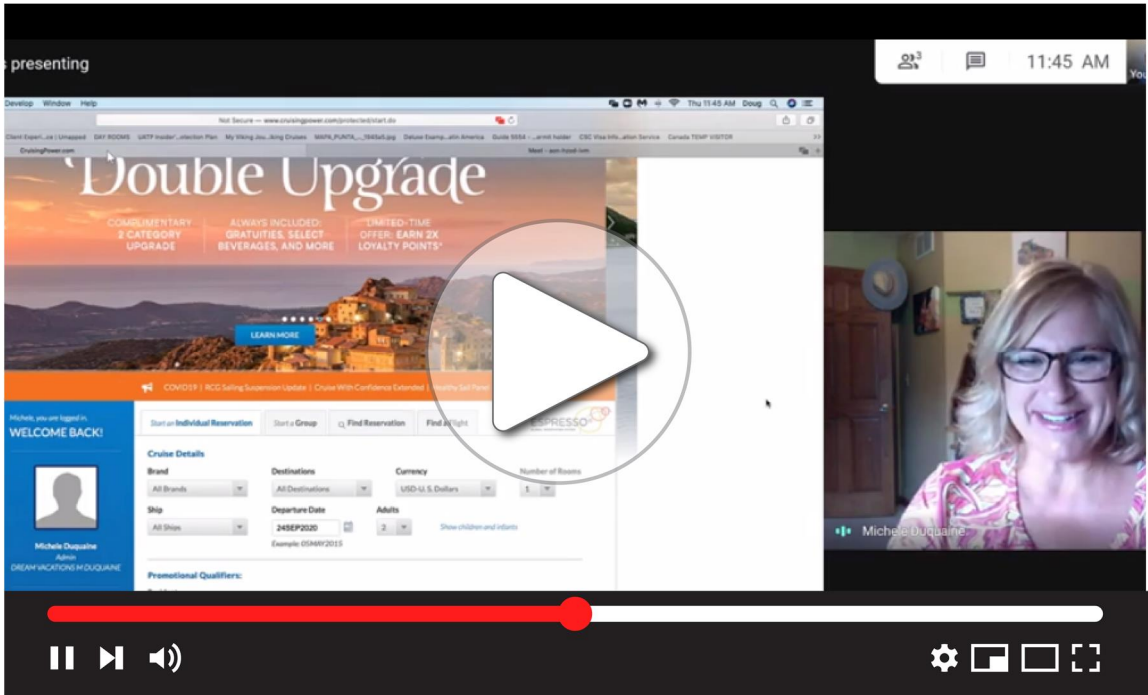 presenting
3
11:45 AM
You
Develop Window Help
Thu 11:45 AM Doug
Not Secure — www.cruisingpower.com/protected/start.do
CruisingPower.com
Double Upgrade
COMPLIMENTARY
2 CATEGORY
UPGRADE
ALWAYS INCLUDED:
GRATUITIES, SELECT
BEVERAGES, AND MORE
LIMITED-TIME
OFFER: EARN 2X
LOYALTY POINTS*
LEARN MORE
COVID19 | RCG Sailing Suspension Update | Cruise With Confidence Extended | Healthy Sail Panel
Michele, you are logged in.
WELCOME BACK!
Michele Duquaine
Admin
DREAM VACATIONS M DUQUAINE
Start an Individual Reservation
Start a Group
Find Reservation
Find a Flight
ESPRESSO
Cruise Details
Brand
Destinations
Currency
Number of Rooms
All Brands
All Destinations
USD-U. S. Dollars
1
Ship
Departure Date
Adults
All Ships
24SEP2020
2
Show children and infants
Example: 05MAY2015
Promotional Qualifiers:
Michele Duquaine